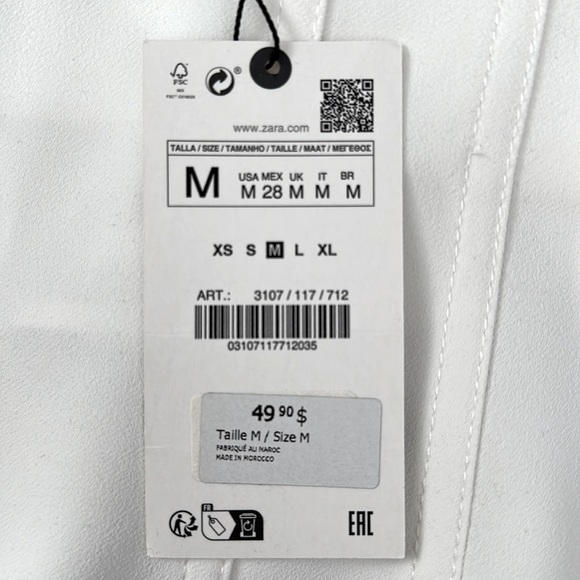 FSC
www.zara.com
TALLA / SIZE / TAMANHO / TAILLE / MAAT / ΜΕΓΕΘΟΣ
M
USA MEX UK IT BR
M 28 M M M
XS S M L XL
ART.: 3107 / 117 / 712
03107117712035
49 90 $
Taille M / Size M
FABRIQUÉ AU MAROC
MADE IN MOROCCO
FR
EAC